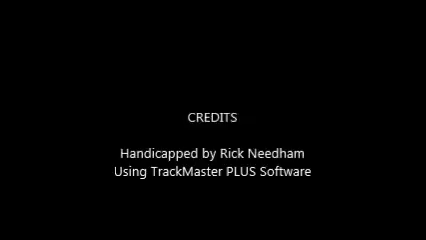 CREDITS
Handicapped by Rick Needham
Using TrackMaster PLUS Software